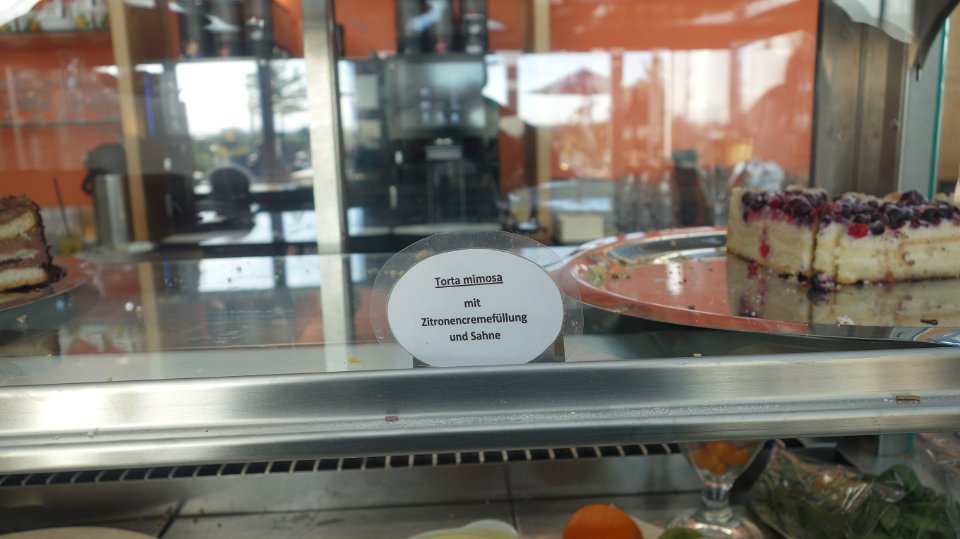 Torta mimosa
mit
Zitronencremefüllung
und Sahne